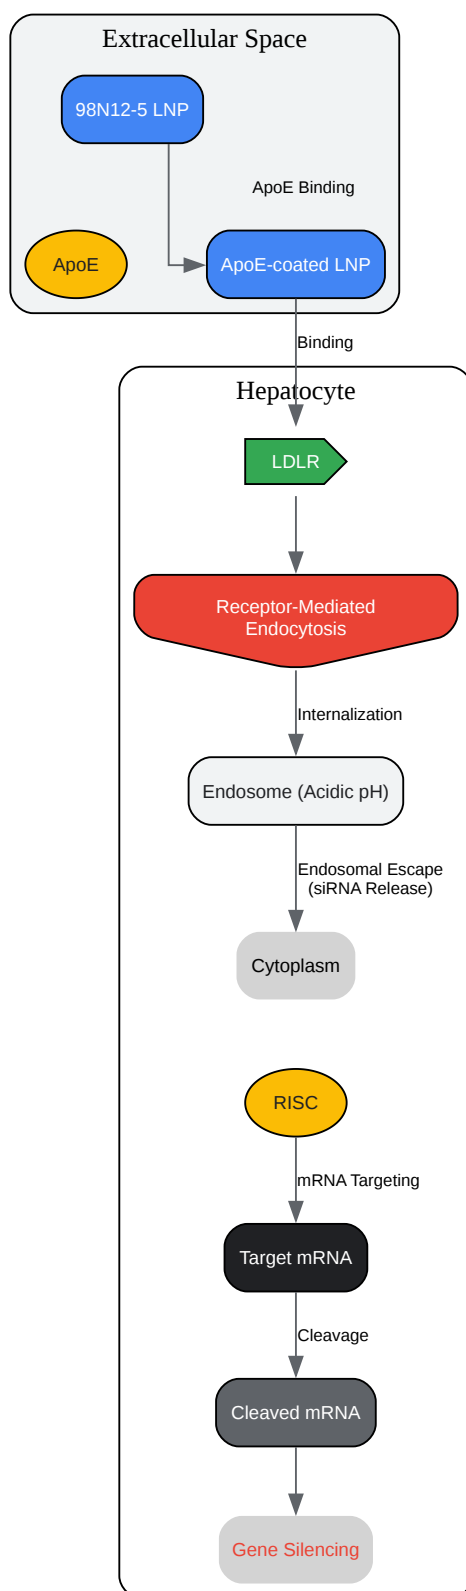 Extracellular Space
98N12-5 LNP
ApoE Binding
ApoE
ApoE-coated LNP
Binding
Hepatocyte
LDLR
Receptor-Mediated
Endocytosis
Internalization
Endosome (Acidic pH)
Endosomal Escape
(siRNA Release)
Cytoplasm
RISC
mRNA Targeting
Target mRNA
Cleavage
Cleaved mRNA
Gene Silencing